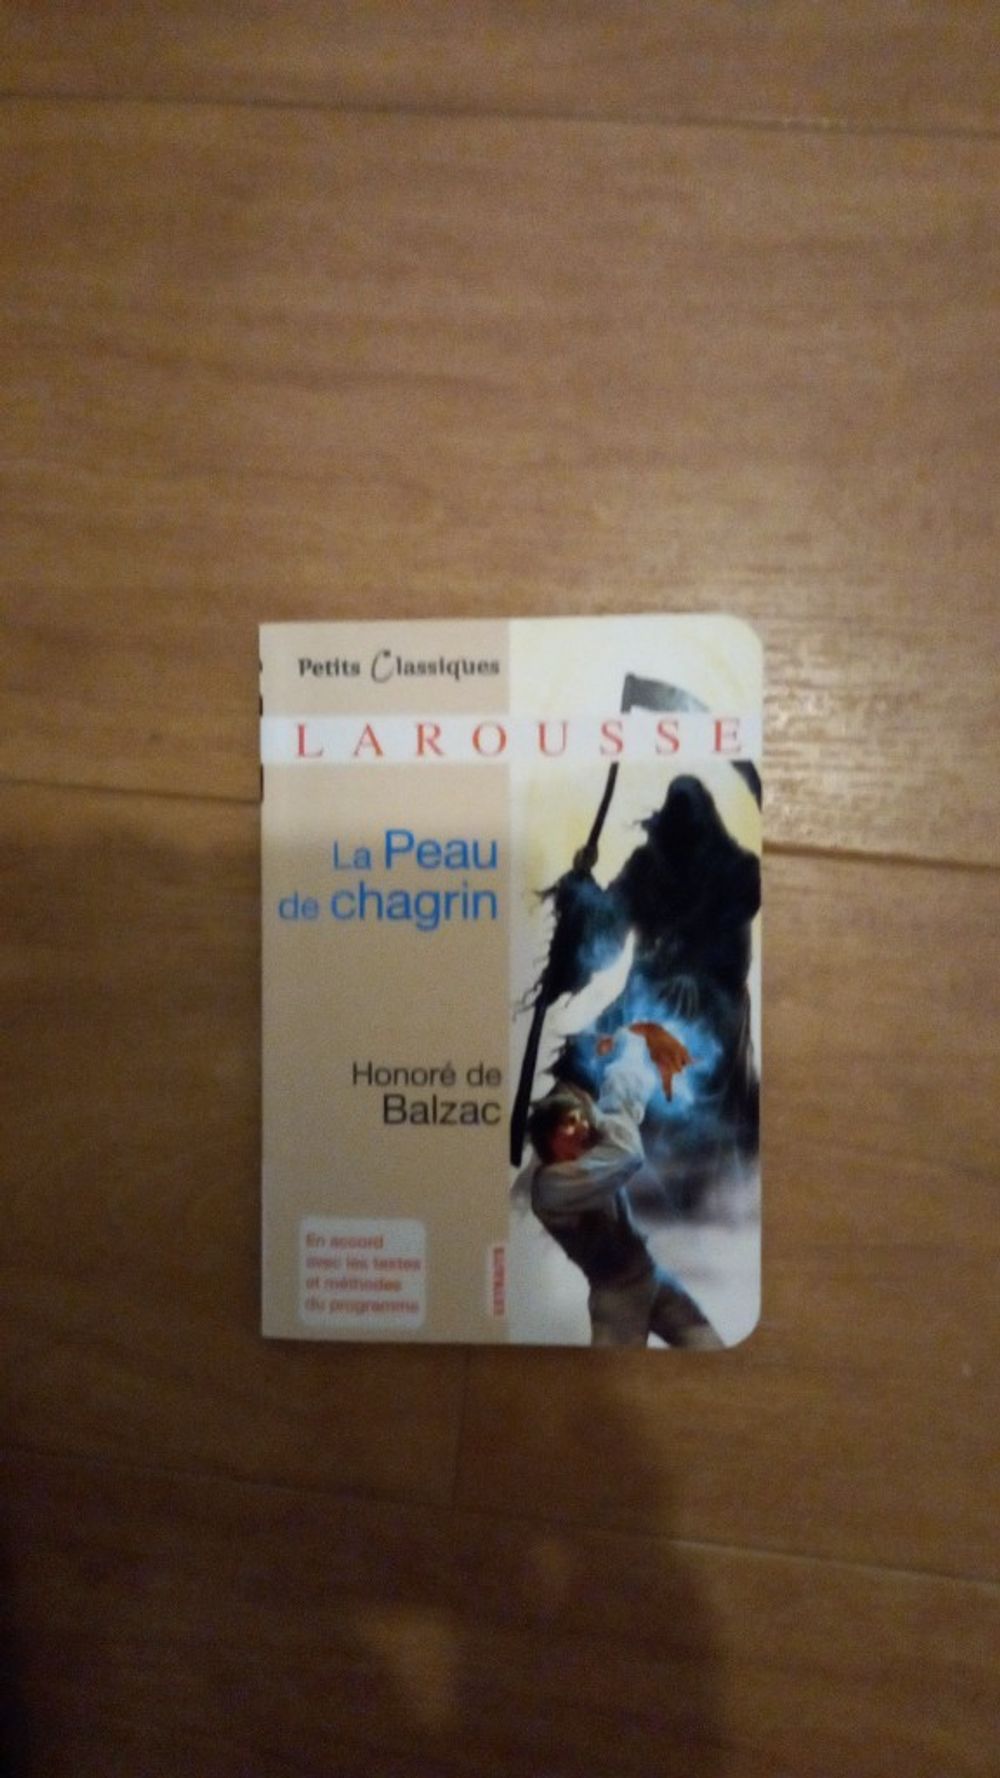 Petits Classiques
LAROUSSE
La Peau
de chagrin
Honoré de
Balzac
En accord
avec les textes
et méthodes
du programme
EXTRAITS